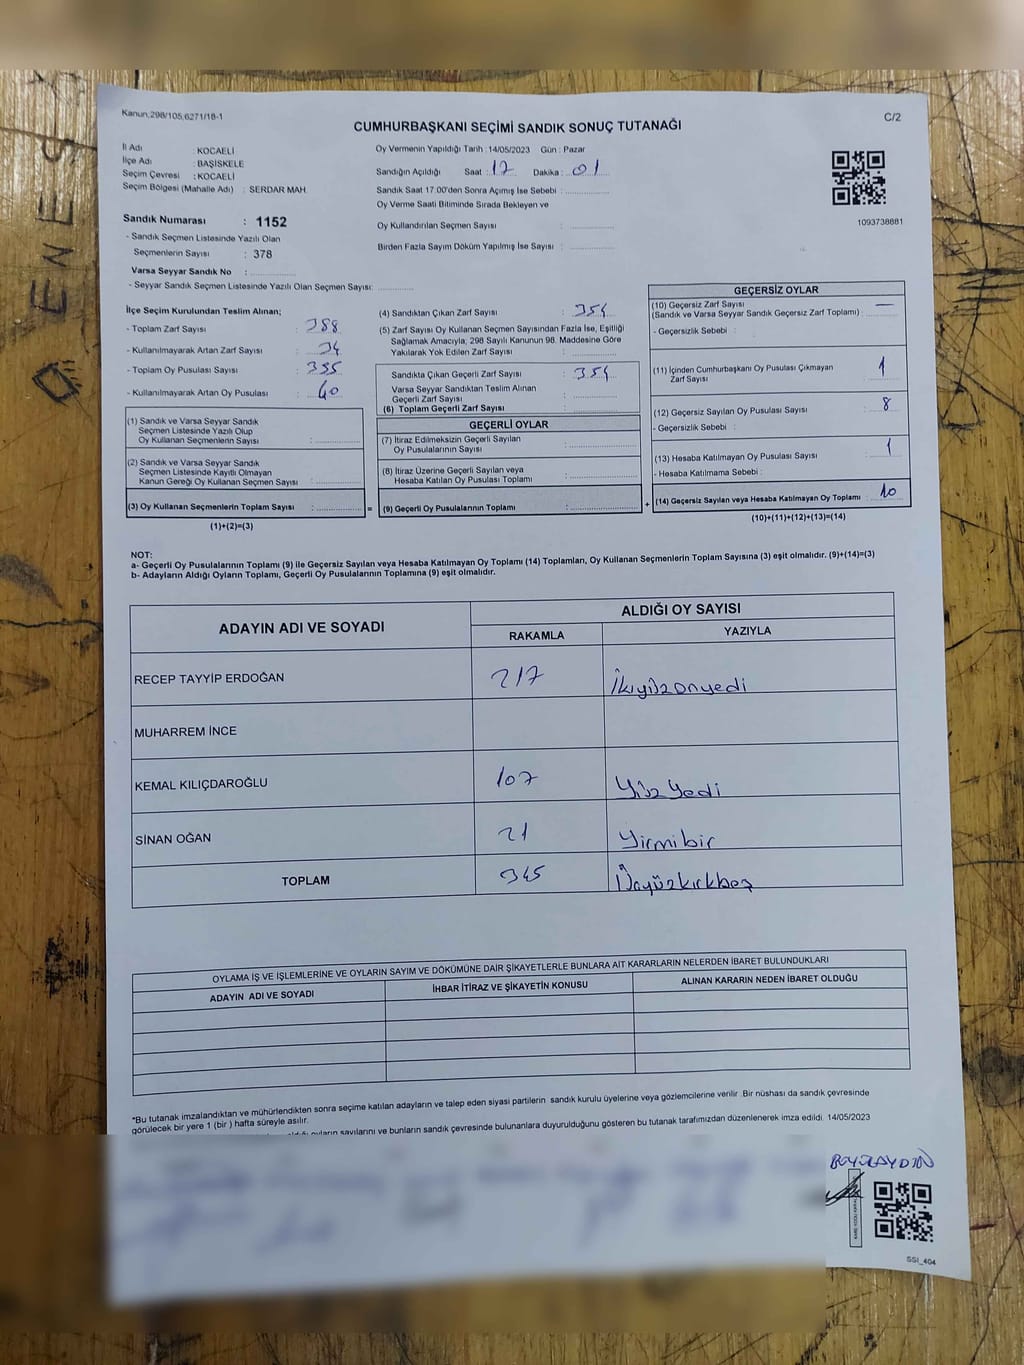 Kanun,298/105,6271/18-1
C/2
CUMHURBAŞKANI SEÇİMİ SANDIK SONUÇ TUTANAĞI
İl Adı : KOCAELİ
İlçe Adı : BAŞİSKELE
Seçim Çevresi : KOCAELİ
Seçim Bölgesi (Mahalle Adı) : SERDAR MAH.
Oy Vermenin Yapıldığı Tarih : 14/05/2023 Gün : Pazar
Sandığın Açıldığı Saat : 17 Dakika : 01
Sandık Saat 17.00'den Sonra Açımış İse Sebebi :
Oy Verme Saati Bitiminde Sırada Bekleyen ve
Oy Kullandırılan Seçmen Sayısı :
Birden Fazla Sayım Döküm Yapılmış İse Sayısı :
1093738881
Sandık Numarası : 1152
- Sandık Seçmen Listesinde Yazılı Olan
Seçmenlerin Sayısı : 378
Varsa Seyyar Sandık No :
- Seyyar Sandık Seçmen Listesinde Yazılı Olan Seçmen Sayısı:
İlçe Seçim Kurulundan Teslim Alınan;
- Toplam Zarf Sayısı : 388
- Kullanılmayarak Artan Zarf Sayısı : 34
- Toplam Oy Pusulası Sayısı : 395
- Kullanılmayarak Artan Oy Pusulası : 40
(4) Sandıktan Çıkan Zarf Sayısı : 354
(5) Zarf Sayısı Oy Kullanan Seçmen Sayısından Fazla İse, Eşitliği
Sağlamak Amacıyla, 298 Sayılı Kanunun 98. Maddesine Göre
Yakılarak Yok Edilen Zarf Sayısı :
Sandıkta Çıkan Geçerli Zarf Sayısı : 354
Varsa Seyyar Sandıktan Teslim Alınan
Geçerli Zarf Sayısı :
(6) Toplam Geçerli Zarf Sayısı :
GEÇERSİZ OYLAR
(10) Geçersiz Zarf Sayısı —
(Sandık ve Varsa Seyyar Sandık Geçersiz Zarf Toplamı) :
- Geçersizlik Sebebi :
(11) İçinden Cumhurbaşkanı Oy Pusulası Çıkmayan
Zarf Sayısı : 1
(12) Geçersiz Sayılan Oy Pusulası Sayısı : 8
- Geçersizlik Sebebi :
(13) Hesaba Katılmayan Oy Pusulası Sayısı : 1
- Hesaba Katılmama Sebebi :
(14) Geçersiz Sayılan veya Hesaba Katılmayan Oy Toplamı : 10
(10)+(11)+(12)+(13)=(14)
(1) Sandık ve Varsa Seyyar Sandık
Seçmen Listesinde Yazılı Olup
Oy Kullanan Seçmenlerin Sayısı :
(2) Sandık ve Varsa Seyyar Sandık
Seçmen Listesinde Kayıtlı Olmayan
Kanun Gereği Oy Kullanan Seçmen Sayısı :
(3) Oy Kullanan Seçmenlerin Toplam Sayısı : =
(1)+(2)=(3)
GEÇERLİ OYLAR
(7) İtiraz Edilmeksizin Geçerli Sayılan
Oy Pusulalarının Sayısı :
(8) İtiraz Üzerine Geçerli Sayılan veya
Hesaba Katılan Oy Pusulası Toplamı :
(9) Geçerli Oy Pusulalarının Toplamı : +
NOT:
a- Geçerli Oy Pusulalarının Toplamı (9) ile Geçersiz Sayılan veya Hesaba Katılmayan Oy Toplamı (14) Toplamları, Oy Kullanan Seçmenlerin Toplam Sayısına (3) eşit olmalıdır. (9)+(14)=(3)
b- Adayların Aldığı Oyların Toplamı, Geçerli Oy Pusulalarının Toplamına (9) eşit olmalıdır.
ADAYIN ADI VE SOYADI
ALDIĞI OY SAYISI
RAKAMLA YAZIYLA
RECEP TAYYİP ERDOĞAN 217 İkiyüzonyedi
MUHARREM İNCE
KEMAL KILIÇDAROĞLU 107 Yüzyedi
SİNAN OĞAN 21 Yirmibir
TOPLAM 345 Üçyüzkırkbeş
OYLAMA İŞ VE İŞLEMLERİNE VE OYLARIN SAYIM VE DÖKÜMÜNE DAİR ŞİKAYETLERLE BUNLARA AİT KARARLARIN NELERDEN İBARET BULUNDUKLARI
ADAYIN ADI VE SOYADI İHBAR İTİRAZ VE ŞİKAYETİN KONUSU ALINAN KARARIN NEDEN İBARET OLDUĞU
*Bu tutanak imzalandıktan ve mühürlendikten sonra seçime katılan adayların ve talep eden siyasi partilerin sandık kurulu üyelerine veya gözlemcilerine verilir. Bir nüshası da sandık çevresinde
görülecek bir yere 1 (bir ) hafta süreyle asılır.
oyların sayılarını ve bunların sandık çevresinde bulunanlara duyurulduğunu gösteren bu tutanak tarafımızdan düzenlenerek imza edildi. 14/05/2023
SSI_404